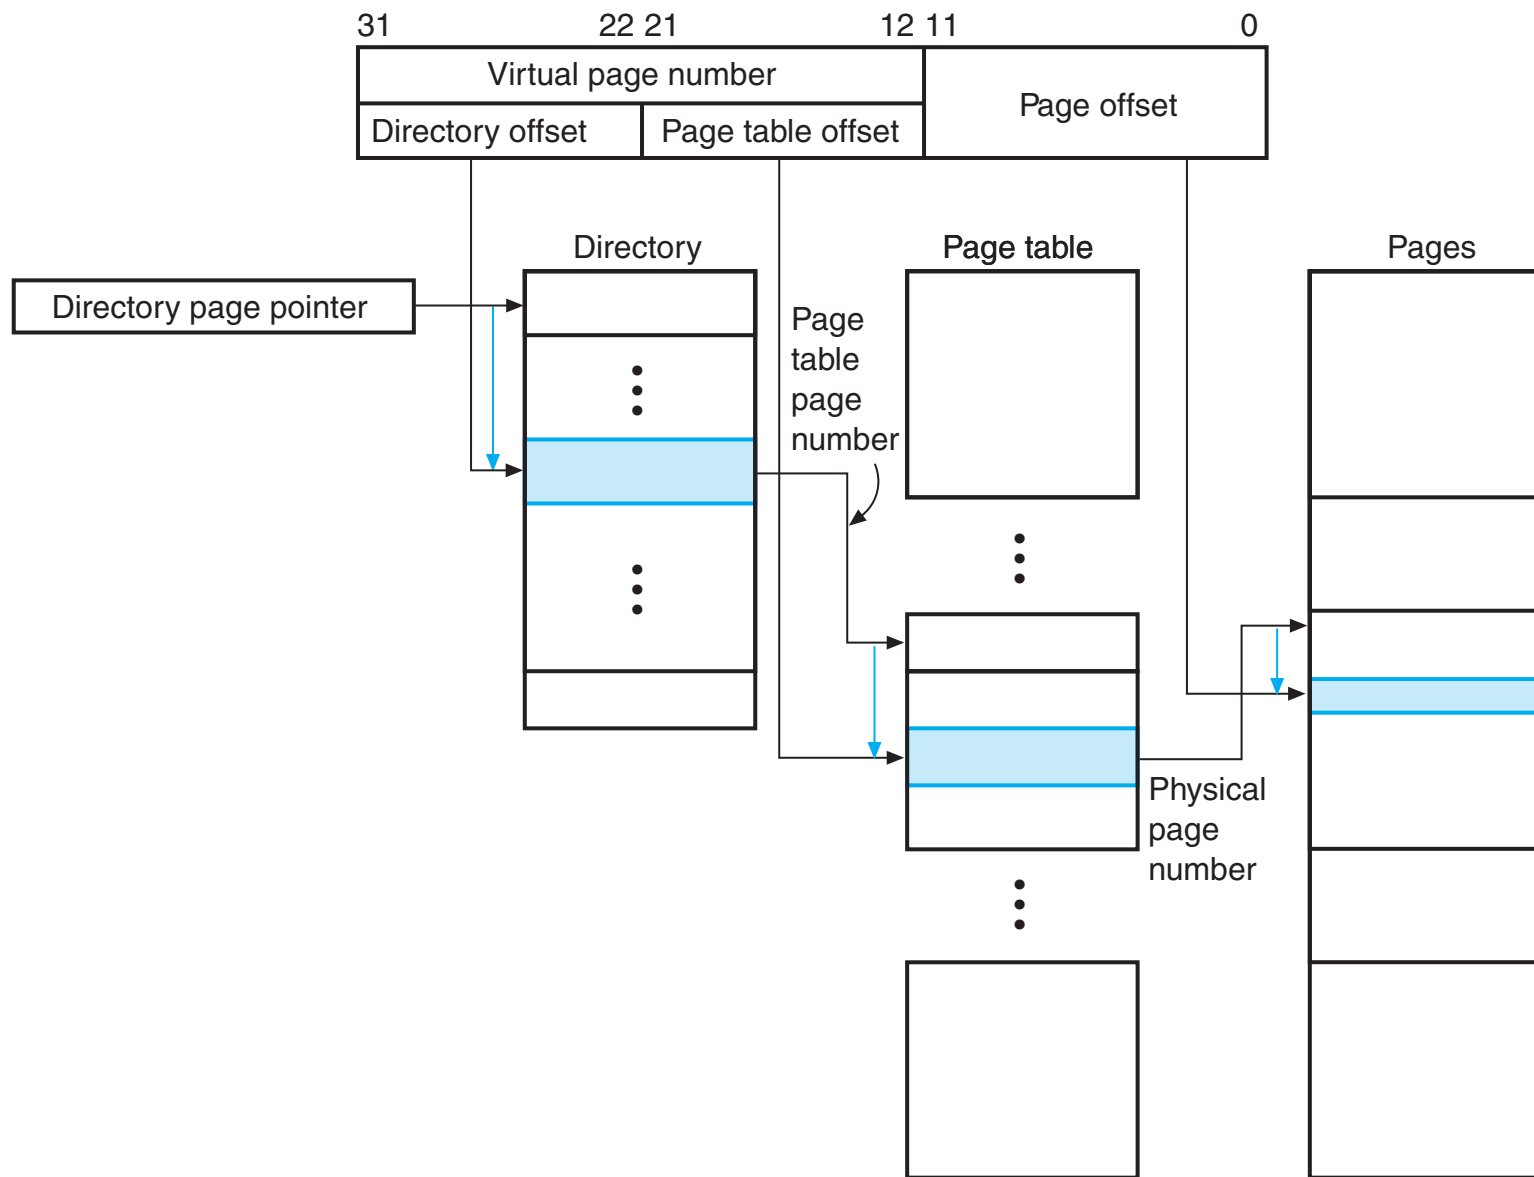 31 22 21 12 11 0
Virtual page number
Page offset
Directory offset Page table offset
Directory Page table Pages
Directory page pointer
Page
table
page
number
Physical
page
number